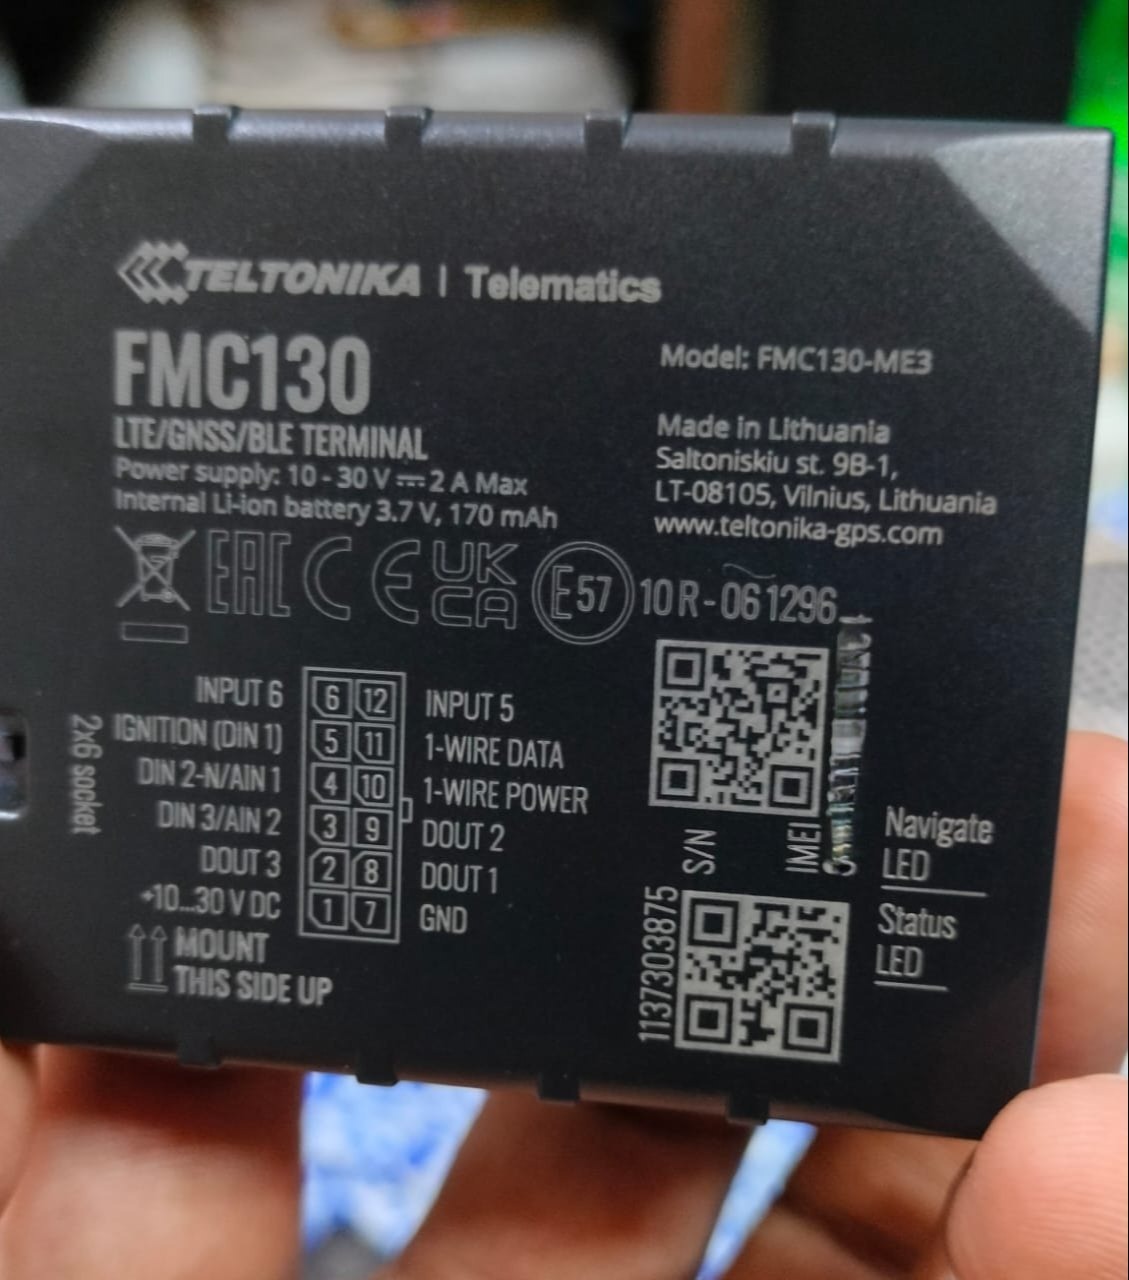 TELTONIKA | Telematics
FMC130
LTE/GNSS/BLE TERMINAL
Power supply: 10 - 30 V ⎓ 2 A Max
Internal Li-ion battery 3.7 V, 170 mAh
Model: FMC130-ME3
Made in Lithuania
Saltoniskiu st. 9B-1,
LT-08105, Vilnius, Lithuania
www.teltonika-gps.com
EAC CE UKCA E57 10R-061296
2x6 socket
INPUT 6 6 12 INPUT 5
IGNITION (DIN 1) 5 11 1-WIRE DATA
DIN 2-N/AIN 1 4 10 1-WIRE POWER
DIN 3/AIN 2 3 9 DOUT 2
DOUT 3 2 8 DOUT 1
+10...30 V DC 1 7 GND
MOUNT
THIS SIDE UP
IMEI
S/N
1137303875
Navigate
LED
Status
LED